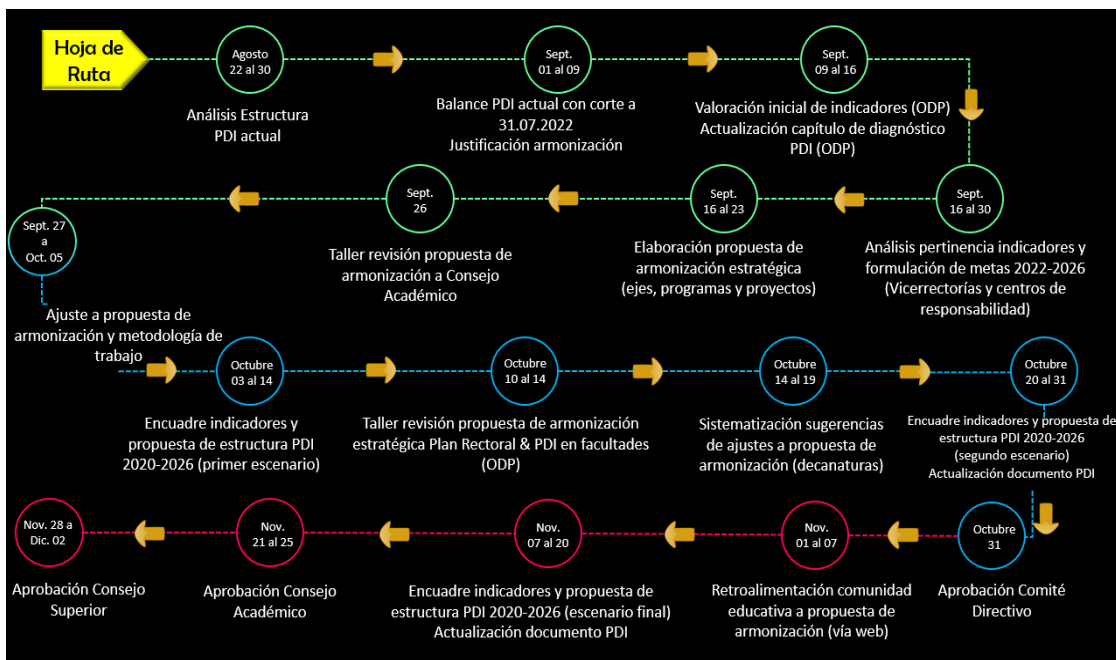 Hoja de
Ruta
Agosto
22 al 30
Análisis Estructura
PDI actual
Sept.
01 al 09
Balance PDI actual con corte a
31.07.2022
Justificación armonización
Sept.
09 al 16
Valoración inicial de indicadores (ODP)
Actualización capítulo de diagnóstico
PDI (ODP)
Sept.
16 al 30
Análisis pertinencia indicadores y
formulación de metas 2022-2026
(Vicerrectorías y centros de
responsabilidad)
Sept.
16 al 23
Elaboración propuesta de
armonización estratégica
(ejes, programas y proyectos)
Sept.
26
Taller revisión propuesta de
armonización a Consejo
Académico
Sept. 27
a
Oct. 05
Ajuste a propuesta de
armonización y metodología de
trabajo
Octubre
03 al 14
Encuadre indicadores y
propuesta de estructura PDI
2020-2026 (primer escenario)
Octubre
10 al 14
Taller revisión propuesta de armonización
estratégica Plan Rectoral & PDI en facultades
(ODP)
Octubre
14 al 19
Sistematización sugerencias
de ajustes a propuesta de
armonización (decanaturas)
Octubre
20 al 31
Encuadre indicadores y propuesta de
estructura PDI 2020-2026
(segundo escenario)
Actualización documento PDI
Octubre
31
Aprobación Comité
Directivo
Nov.
01 al 07
Retroalimentación comunidad
educativa a propuesta de
armonización (vía web)
Nov.
07 al 20
Encuadre indicadores y propuesta de
estructura PDI 2020-2026 (escenario final)
Actualización documento PDI
Nov.
21 al 25
Aprobación Consejo
Académico
Nov. 28 a
Dic. 02
Aprobación Consejo
Superior